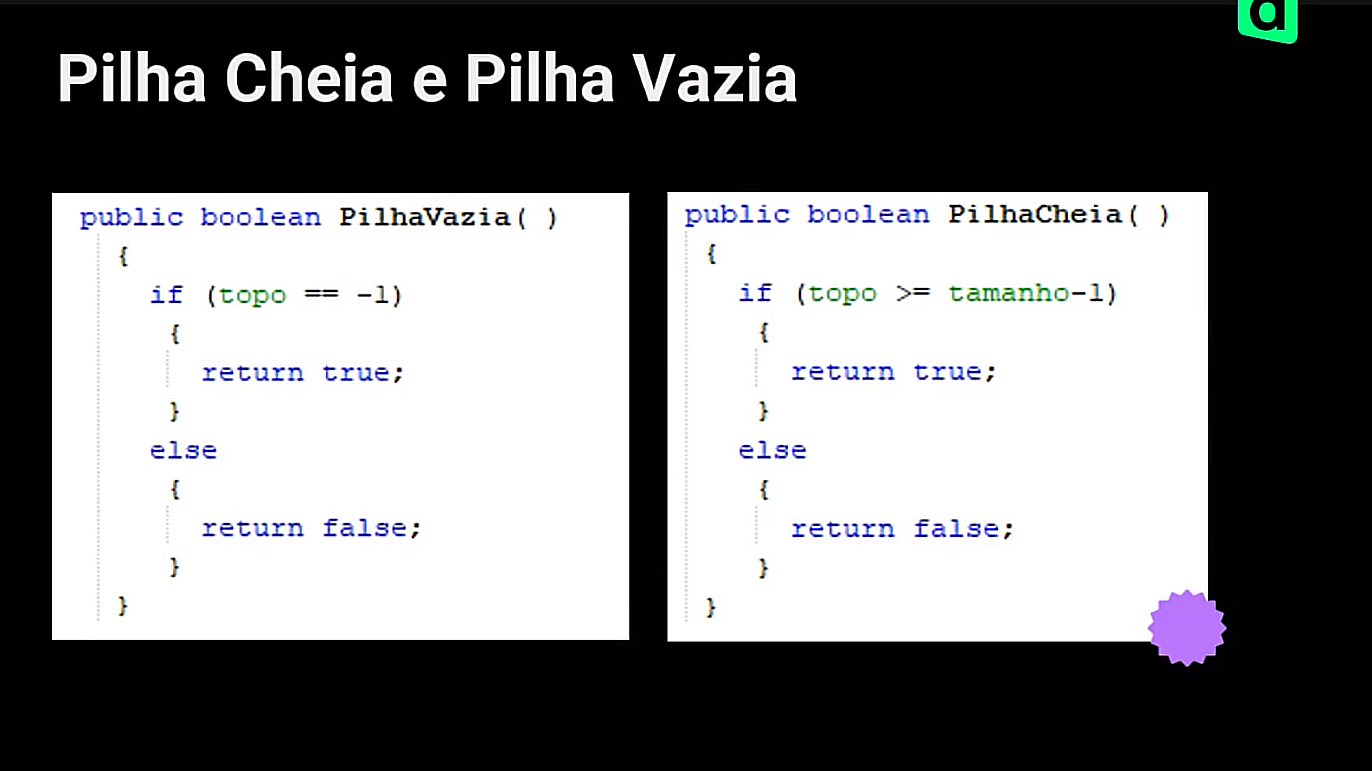 a
Pilha Cheia e Pilha Vazia
public boolean PilhaVazia( )
{
if (topo == -1)
{
return true;
}
else
{
return false;
}
}
public boolean PilhaCheia( )
{
if (topo >= tamanho-1)
{
return true;
}
else
{
return false;
}
}